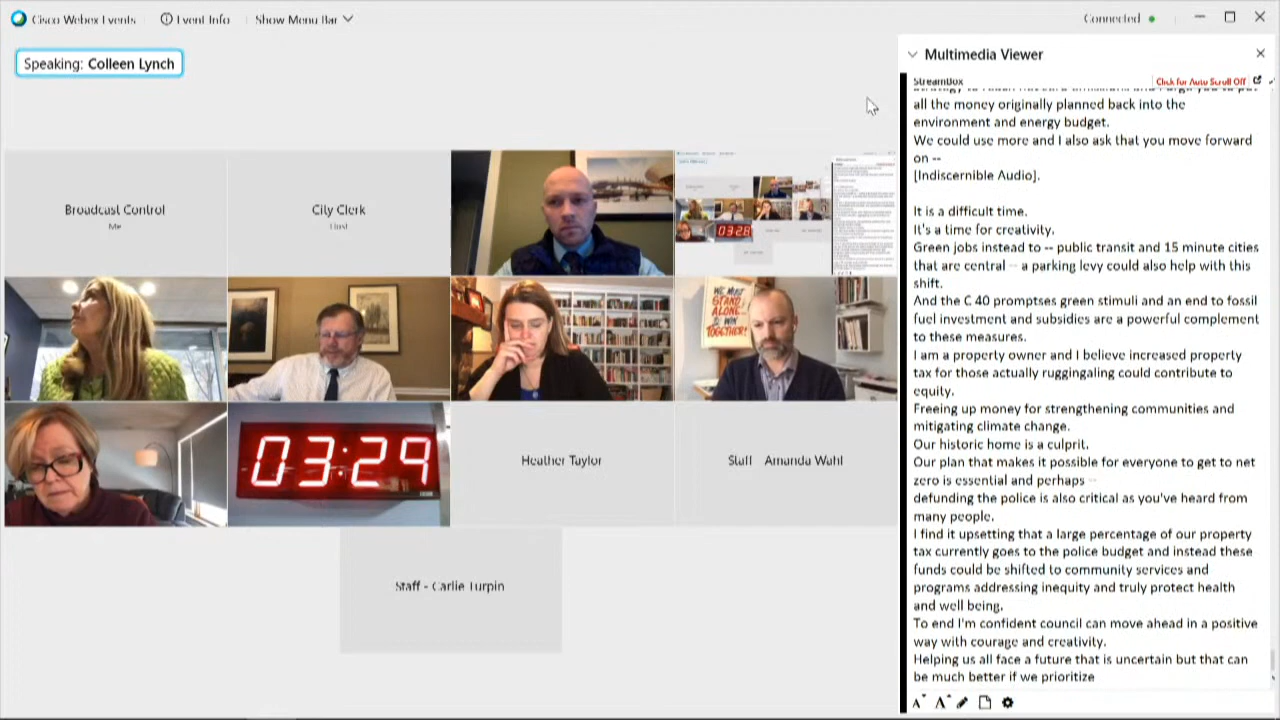 Cisco Webex Events
Event Info
Show Menu Bar
Connected
Speaking: Colleen Lynch
Multimedia Viewer
StreamBox
Click for Auto Scroll Off
all the money originally planned back into the
environment and energy budget.
We could use more and I also ask that you move forward
on --
[Indiscernible Audio].
It is a difficult time.
It's a time for creativity.
Green jobs instead to -- public transit and 15 minute cities
that are central -- a parking levy could also help with this
shift.
And the C 40 promptses green stimuli and an end to fossil
fuel investment and subsidies are a powerful complement
to these measures.
I am a property owner and I believe increased property
tax for those actually ruggingaling could contribute to
equity.
Freeing up money for strengthening communities and
mitigating climate change.
Our historic home is a culprit.
Our plan that makes it possible for everyone to get to net
zero is essential and perhaps --
defunding the police is also critical as you've heard from
many people.
I find it upsetting that a large percentage of our property
tax currently goes to the police budget and instead these
funds could be shifted to community services and
programs addressing inequity and truly protect health
and well being.
To end I'm confident council can move ahead in a positive
way with courage and creativity.
Helping us all face a future that is uncertain but that can
be much better if we prioritize
Broadcast Control
Me
City Clerk
Host
03:28
WE MUST
STAND
ALONE
WIN
TOGETHER!
03:29
Heather Taylor
Staff Amanda Wahl
Staff - Carlie Turpin